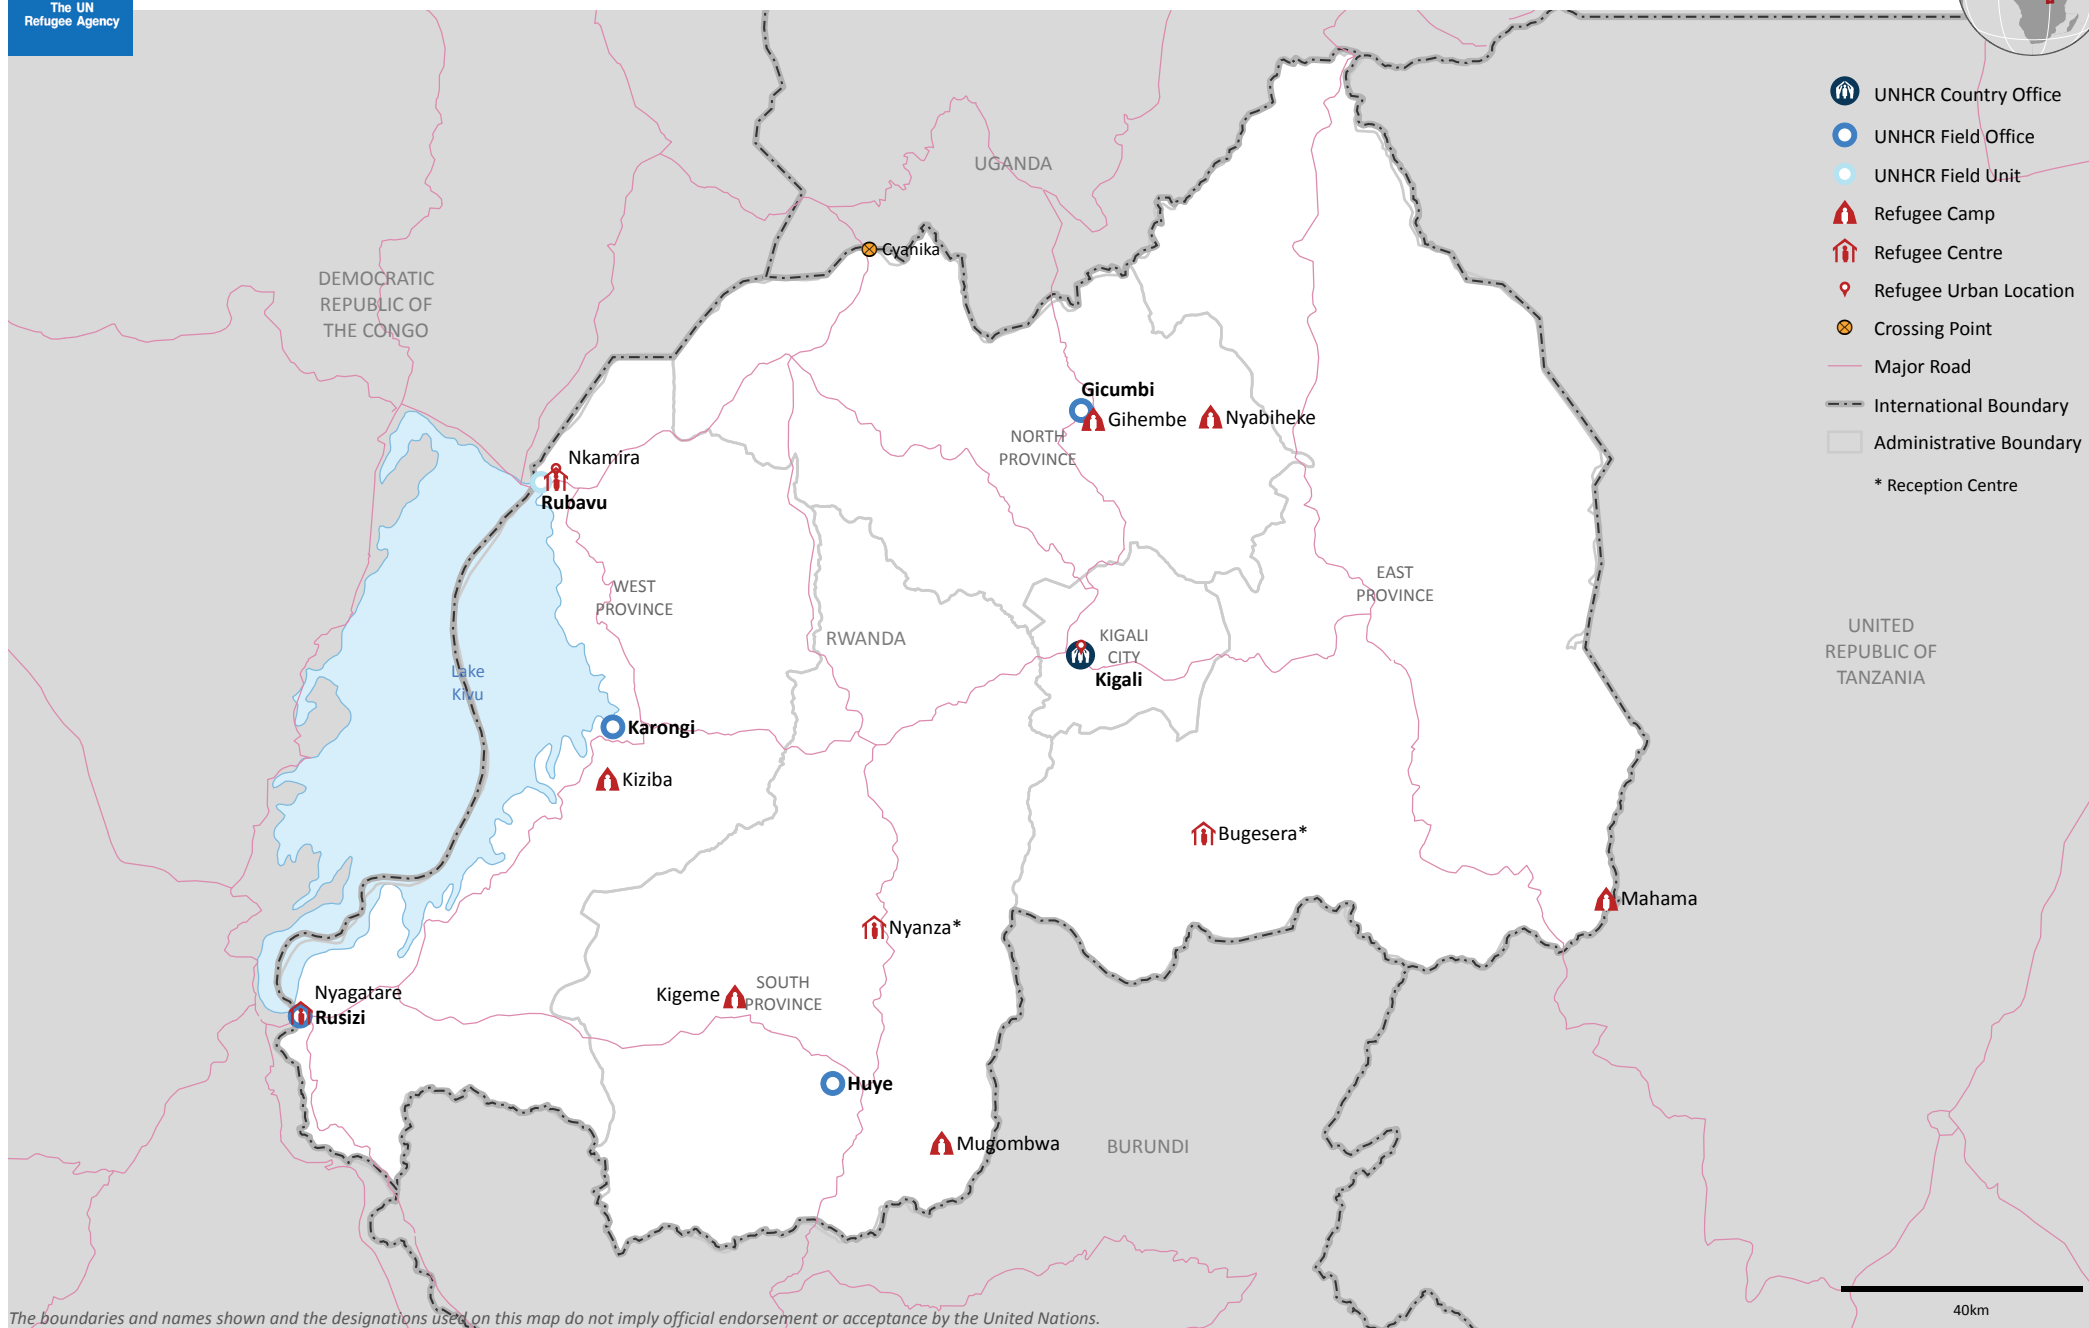 The UN
Refugee Agency
UNHCR Country Office
UNHCR Field Office
UNHCR Field Unit
Refugee Camp
Refugee Centre
Refugee Urban Location
Crossing Point
Major Road
International Boundary
Administrative Boundary
* Reception Centre
UGANDA
Cyanika
DEMOCRATIC
REPUBLIC OF
THE CONGO
Gicumbi
Gihembe
Nyabiheke
NORTH
PROVINCE
Nkamira
Rubavu
WEST
PROVINCE
EAST
PROVINCE
RWANDA
KIGALI
CITY
Kigali
UNITED
REPUBLIC OF
TANZANIA
Lake
Kivu
Karongi
Kiziba
Bugesera*
Mahama
Nyanza*
Nyagatare
Rusizi
Kigeme
SOUTH
PROVINCE
Huye
Mugombwa
BURUNDI
40km
The boundaries and names shown and the designations used on this map do not imply official endorsement or acceptance by the United Nations.